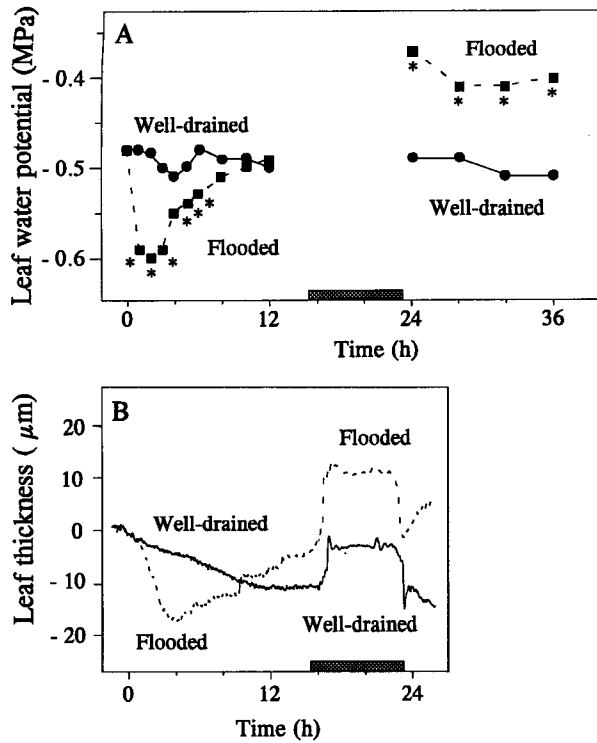 A
Leaf water potential (MPa)
- 0.4
- 0.5
- 0.6
Well-drained
Flooded
*
*
*
*
*
*
*
Flooded
*
*
*
*
Well-drained
0
12
24
36
Time (h)
B
Leaf thickness ( μm)
20
10
0
- 10
- 20
Flooded
Well-drained
Flooded
Well-drained
0
12
24
Time (h)